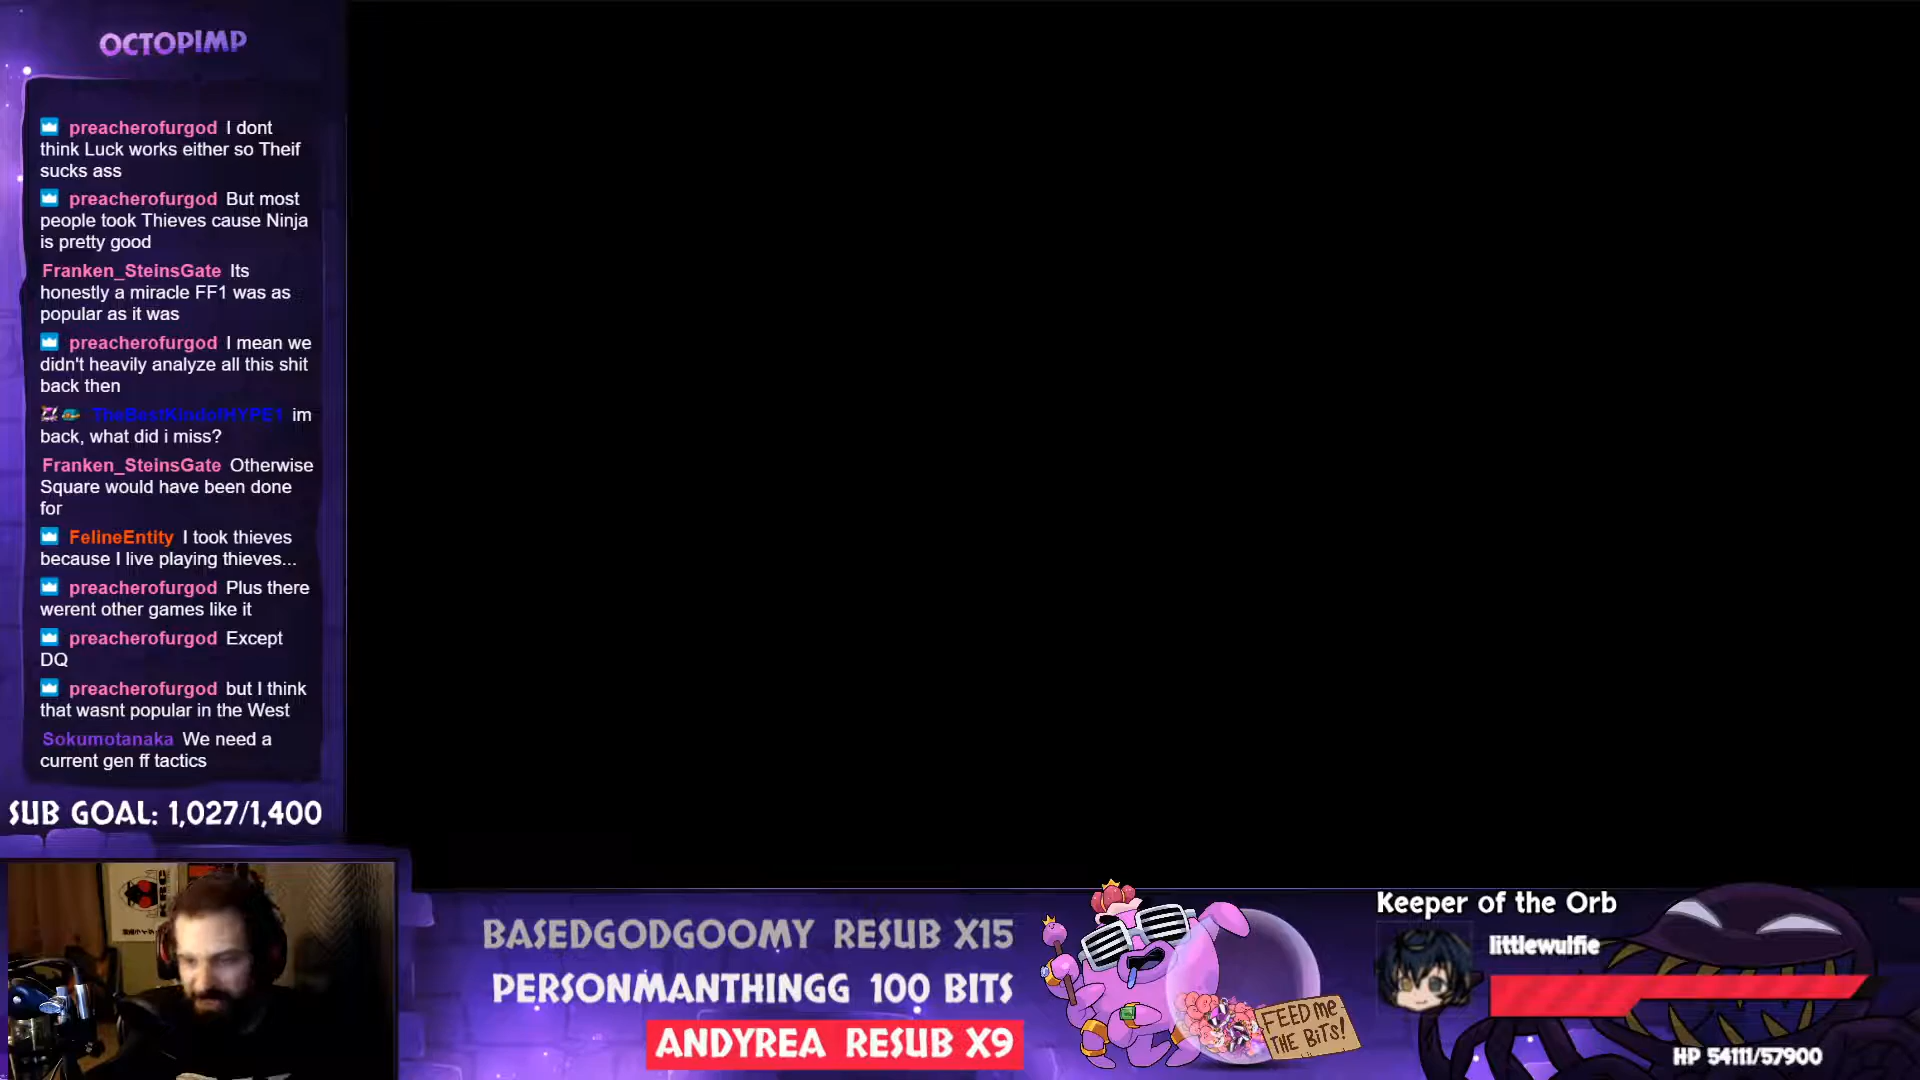 OCTOPIMP
preacherofurgod I dont
think Luck works either so Theif
sucks ass
preacherofurgod But most
people took Thieves cause Ninja
is pretty good
Franken_SteinsGate Its
honestly a miracle FF1 was as
popular as it was
preacherofurgod I mean we
didn't heavily analyze all this shit
back then
TheBestKindofHYPE1 im
back, what did i miss?
Franken_SteinsGate Otherwise
Square would have been done
for
FelineEntity I took thieves
because I live playing thieves...
preacherofurgod Plus there
werent other games like it
preacherofurgod Except
DQ
preacherofurgod but I think
that wasnt popular in the West
Sokumotanaka We need a
current gen ff tactics
SUB GOAL: 1,027/1,400
BASEDGODGOOMY RESUB X15
PERSONMANTHINGG 100 BITS
ANDYREA RESUB X9
FEED ME
THE BITS!
Keeper of the Orb
littlewulfie
HP 54111/57900